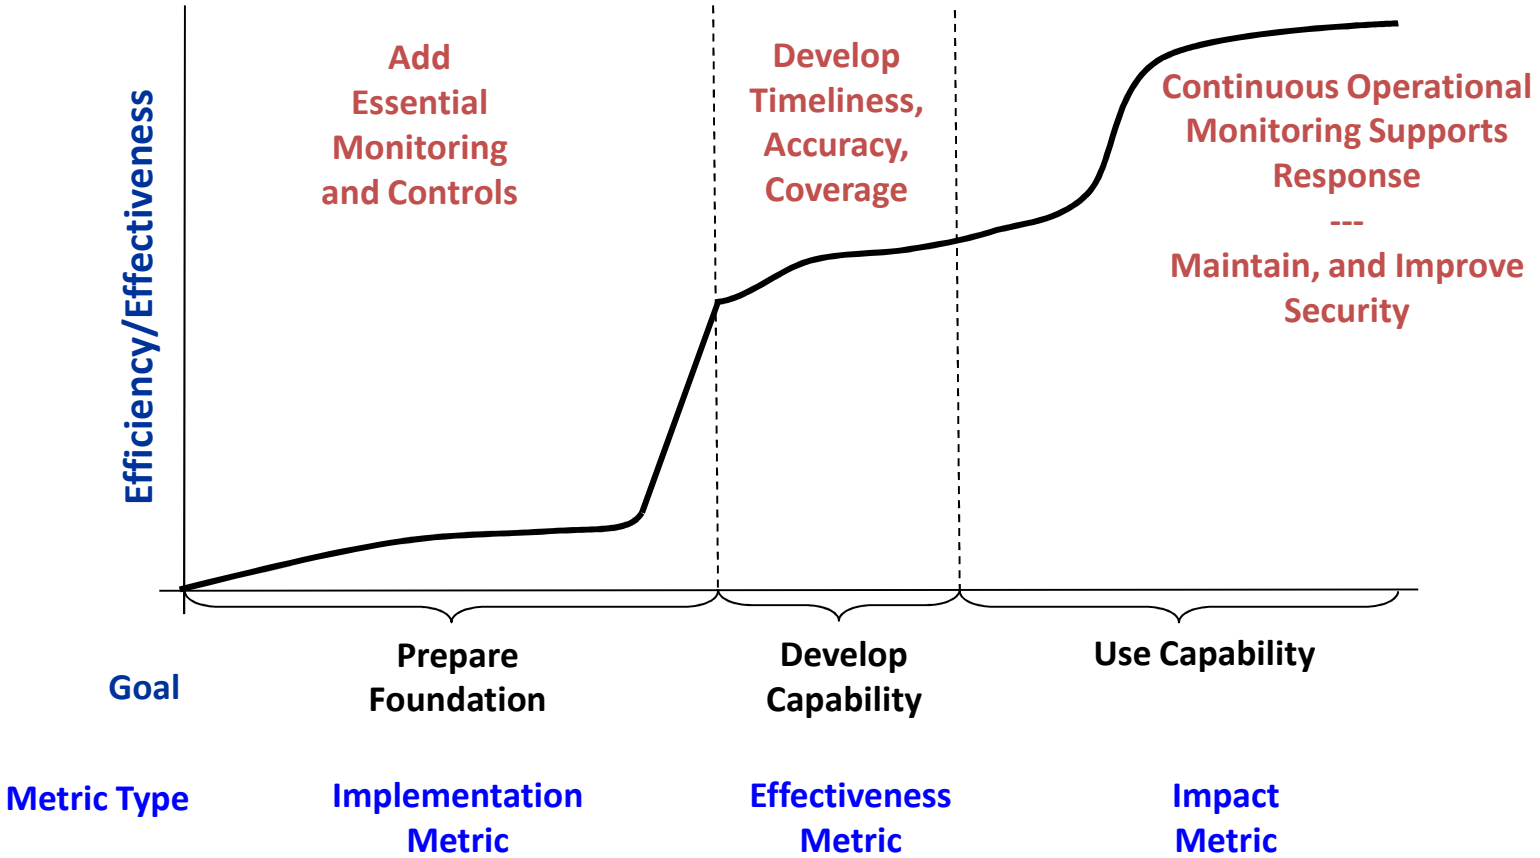 Add
Essential
Monitoring
and Controls
Develop
Timeliness,
Accuracy,
Coverage
Continuous Operational
Monitoring Supports
Response
---
Maintain, and Improve
Security
Efficiency/Effectiveness
Goal
Prepare
Foundation
Develop
Capability
Use Capability
Metric Type
Implementation
Metric
Effectiveness
Metric
Impact
Metric